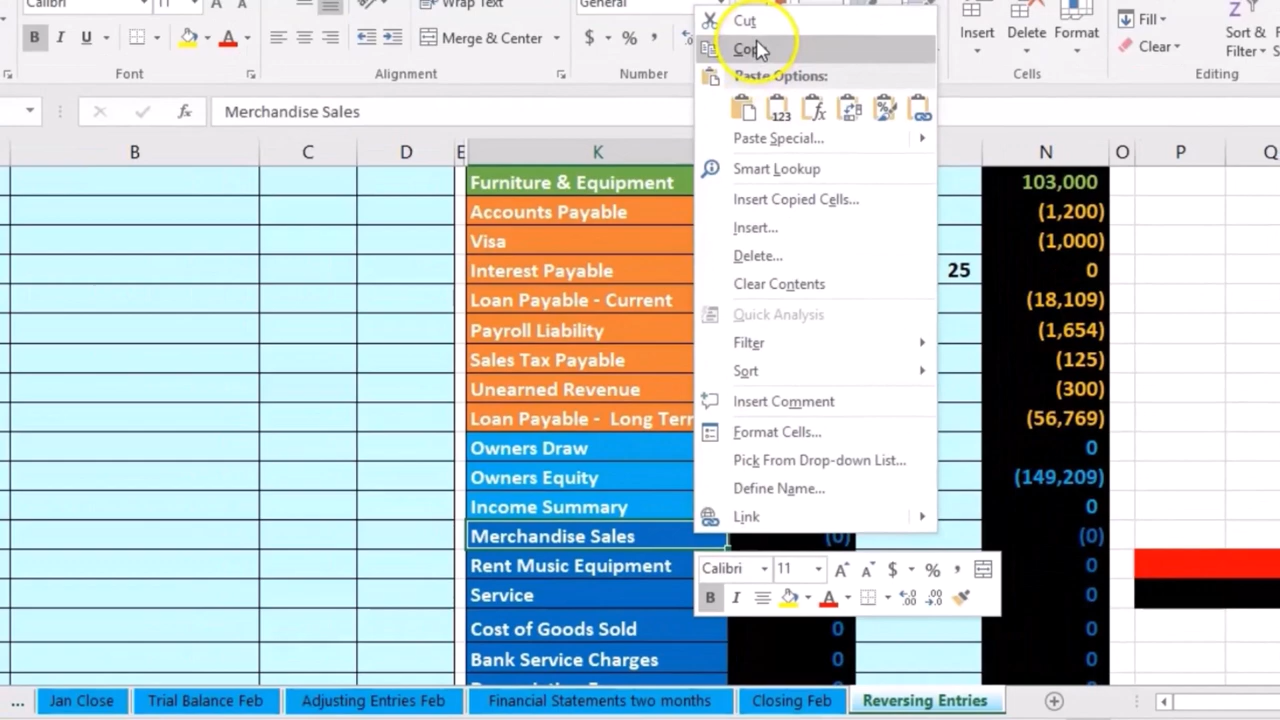 Calibri 11 A A Wrap Text General
B I U A Merge & Center $ % , Insert Delete Format Fill Sort &
Clear Filter
Font Alignment Number Cells Editing
fx Merchandise Sales
B C D E K N O P Q
Furniture & Equipment 103,000
Accounts Payable (1,200)
Visa (1,000)
Interest Payable 25 0
Loan Payable - Current (18,109)
Payroll Liability (1,654)
Sales Tax Payable (125)
Unearned Revenue (300)
Loan Payable - Long Terr (56,769)
Owners Draw 0
Owners Equity (149,209)
Income Summary 0
Merchandise Sales (0) (0)
Rent Music Equipment 0
Service 0
Cost of Goods Sold 0 0
Bank Service Charges 0 0
Cut
Copy
Paste Options:
123 fx %
Paste Special...
Smart Lookup
Insert Copied Cells...
Insert...
Delete...
Clear Contents
Quick Analysis
Filter
Sort
Insert Comment
Format Cells...
Pick From Drop-down List...
Define Name...
Link
Calibri 11 A A $ % ,
B I A
... Jan Close Trial Balance Feb Adjusting Entries Feb Financial Statements two months Closing Feb Reversing Entries